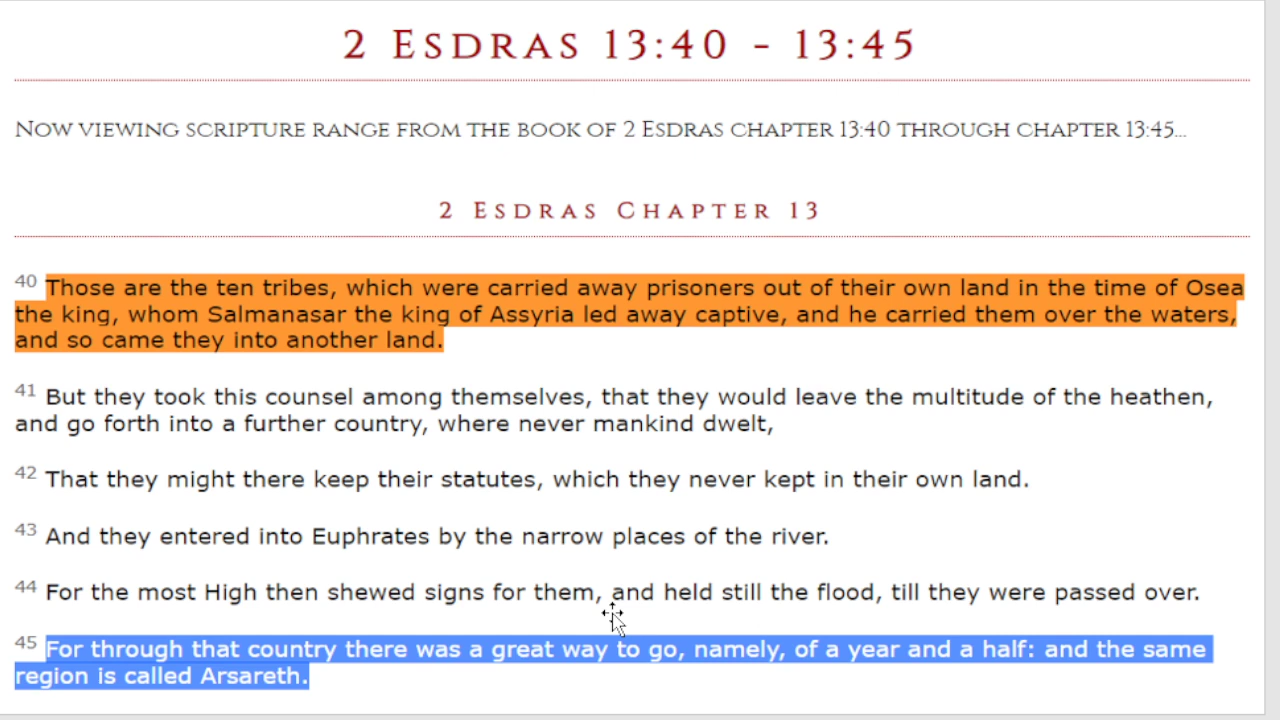 2 Esdras 13:40 - 13:45
Now viewing scripture range from the book of 2 Esdras chapter 13:40 through chapter 13:45...
2 Esdras Chapter 13
40 Those are the ten tribes, which were carried away prisoners out of their own land in the time of Osea
the king, whom Salmanasar the king of Assyria led away captive, and he carried them over the waters,
and so came they into another land.
41 But they took this counsel among themselves, that they would leave the multitude of the heathen,
and go forth into a further country, where never mankind dwelt,
42 That they might there keep their statutes, which they never kept in their own land.
43 And they entered into Euphrates by the narrow places of the river.
44 For the most High then shewed signs for them, and held still the flood, till they were passed over.
45 For through that country there was a great way to go, namely, of a year and a half: and the same
region is called Arsareth.